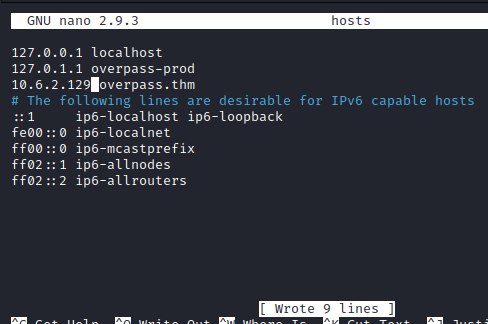 GNU nano 2.9.3 hosts
127.0.0.1 localhost
127.0.1.1 overpass-prod
10.6.2.129 overpass.thm
# The following lines are desirable for IPv6 capable hosts
::1 ip6-localhost ip6-loopback
fe00::0 ip6-localnet
ff00::0 ip6-mcastprefix
ff02::1 ip6-allnodes
ff02::2 ip6-allrouters
[ Wrote 9 lines ]
^G Get Help ^O Write Out ^W Where Is ^K Cut Text ^J Justi